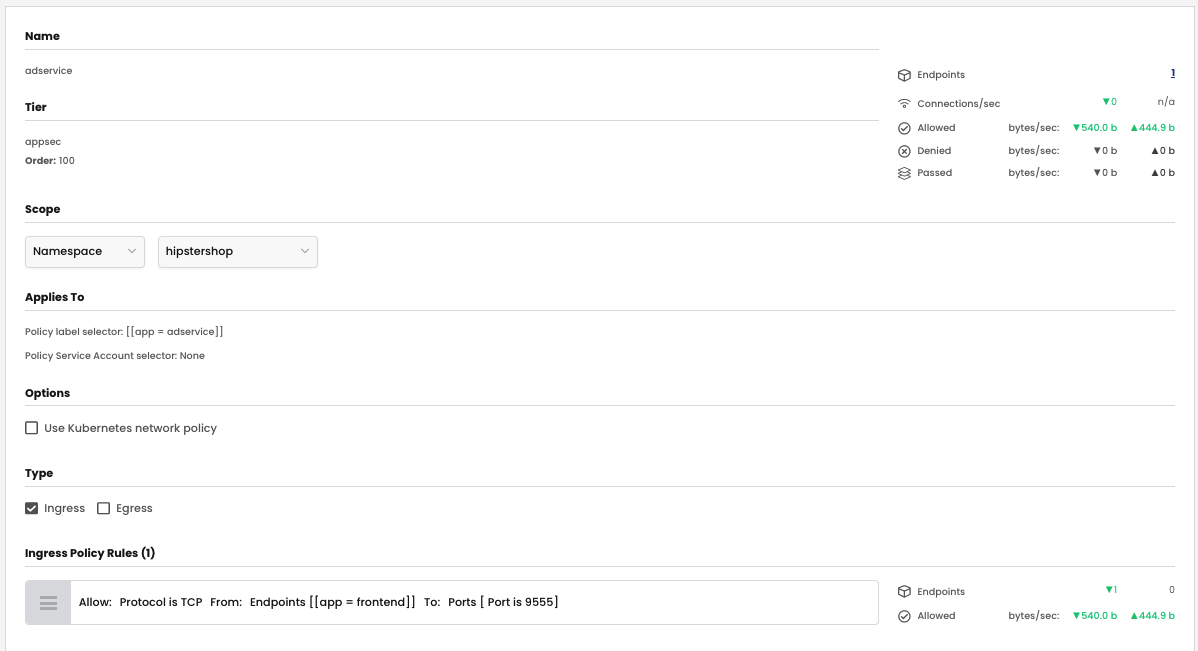 Name
adservice
Endpoints 1
Connections/sec ▼0 n/a
Tier
Allowed bytes/sec: ▼540.0 b ▲444.9 b
appsec
Denied bytes/sec: ▼0 b ▲0 b
Order: 100
Passed bytes/sec: ▼0 b ▲0 b
Scope
Namespace hipstershop
Applies To
Policy label selector: [[app = adservice]]
Policy Service Account selector: None
Options
Use Kubernetes network policy
Type
Ingress Egress
Ingress Policy Rules (1)
Allow: Protocol is TCP From: Endpoints [[app = frontend]] To: Ports [ Port is 9555]
Endpoints ▼1 0
Allowed bytes/sec: ▼540.0 b ▲444.9 b